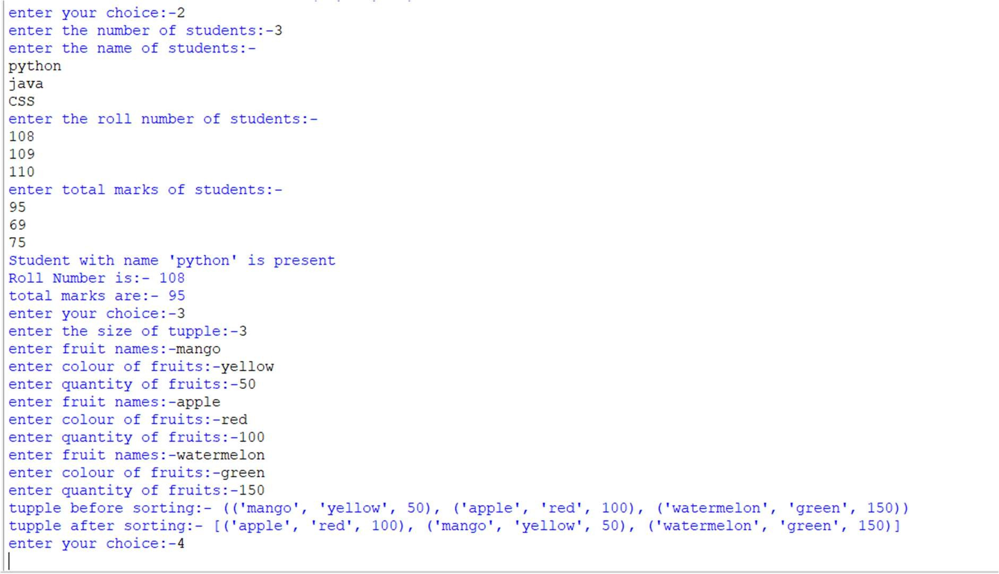 enter your choice:-2
enter the number of students:-3
enter the name of students:-
python
java
CSS
enter the roll number of students:-
108
109
110
enter total marks of students:-
95
69
75
Student with name 'python' is present
Roll Number is:- 108
total marks are:- 95
enter your choice:-3
enter the size of tupple:-3
enter fruit names:-mango
enter colour of fruits:-yellow
enter quantity of fruits:-50
enter fruit names:-apple
enter colour of fruits:-red
enter quantity of fruits:-100
enter fruit names:-watermelon
enter colour of fruits:-green
enter quantity of fruits:-150
tupple before sorting:- (('mango', 'yellow', 50), ('apple', 'red', 100), ('watermelon', 'green', 150))
tupple after sorting:- [('apple', 'red', 100), ('mango', 'yellow', 50), ('watermelon', 'green', 150)]
enter your choice:-4